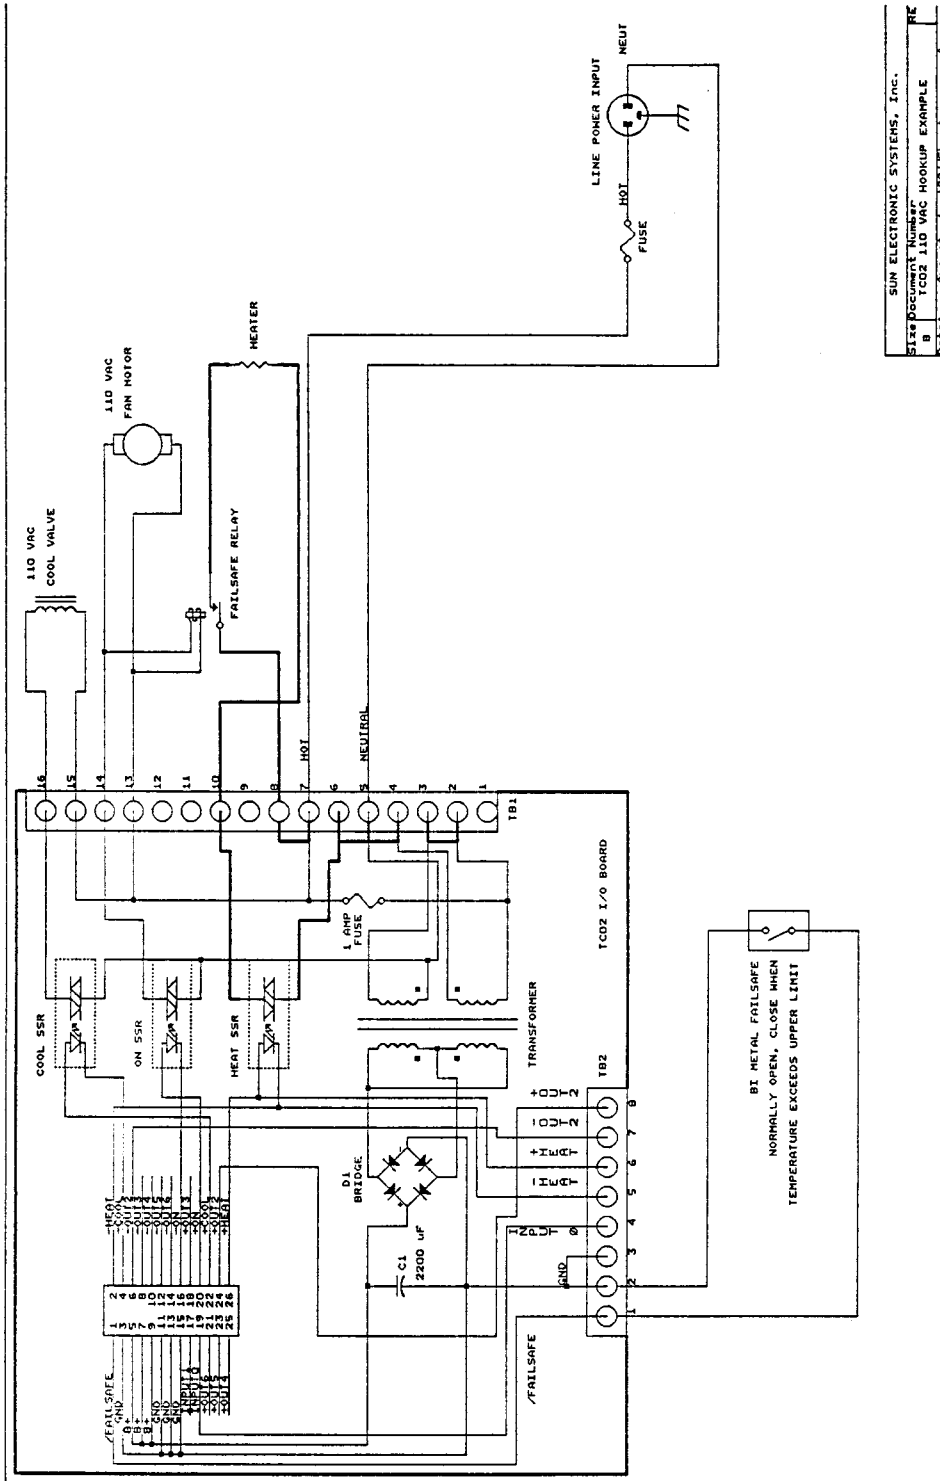 110 VAC
COOL VALVE
110 VAC
FAN MOTOR
FAILSAFE RELAY
HEATER
LINE POWER INPUT
NEUT
HOT
FUSE
HOT
NEUTRAL
16
15
14
13
12
11
10
9
8
7
6
5
4
3
2
1
TB1
COOL SSR
ON SSR
HEAT SSR
1 AMP
FUSE
TRANSFORMER
TCO2 I/O BOARD
D1
BRIDGE
C1
2200 uF
-HEAT
-COOL
-OUT2
-OUT3
-OUT4
-OUT5
-OUT6
-ON
+OUT3
+ON
+COOL
+OUT2
+HEAT
1 2
3 4
5 6
7 8
9 10
11 12
13 14
15 16
17 18
19 20
21 22
23 24
25 26
/FAILSAFE
GND
B+
B+
B+
GND
GND
GND
INPUT0
+OUT6
+OUT5
+OUT4
TB2
+OUT2
-OUT2
+HEAT
-HEAT
INPUT 0
GND
/FAILSAFE
8
7
6
5
4
3
2
1
BI METAL FAILSAFE
NORMALLY OPEN, CLOSE WHEN
TEMPERATURE EXCEEDS UPPER LIMIT
SUN ELECTRONIC SYSTEMS, Inc.
Size Document Number
RE
B
TCO2 110 VAC HOOKUP EXAMPLE